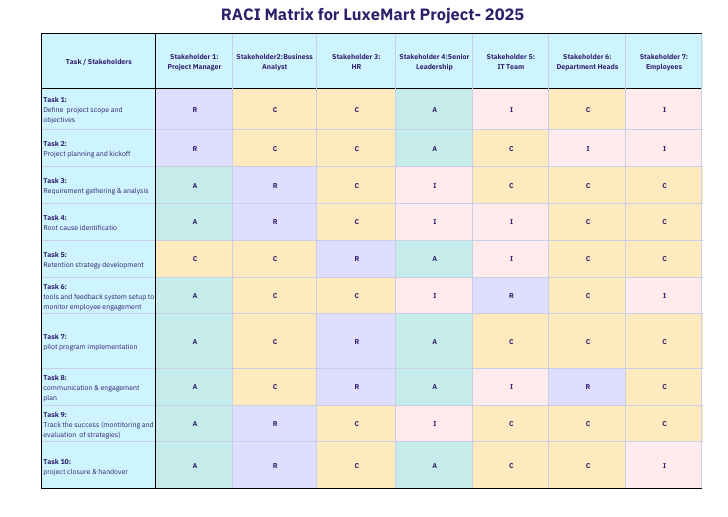 RACI Matrix for LuxeMart Project- 2025
Task / Stakeholders
Stakeholder 1:
Project Manager
Stakeholder2:Business
Analyst
Stakeholder 3:
HR
Stakeholder 4:Senior
Leadership
Stakeholder 5:
IT Team
Stakeholder 6:
Department Heads
Stakeholder 7:
Employees
Task 1:
Define  project scope and
objectives
R C C A I C I
Task 2:
Project planning and kickoff
R C C A C I I
Task 3:
Requirement gathering & analysis
A R C I C C C
Task 4:
Root cause identificatio
A R C I I C C
Task 5:
Retention strategy development
C C R A I C C
Task 6:
tools and feedback system setup to
monitor employee engagement
A C C I R C I
Task 7:
pilot program implementation
A C R A C C C
Task 8:
communication & engagement
plan
A C R A I R C
Task 9:
Track the success (montitoring and
evaluation  of strategies)
A R C I C C C
Task 10:
project closure & handover
A R C A C C I